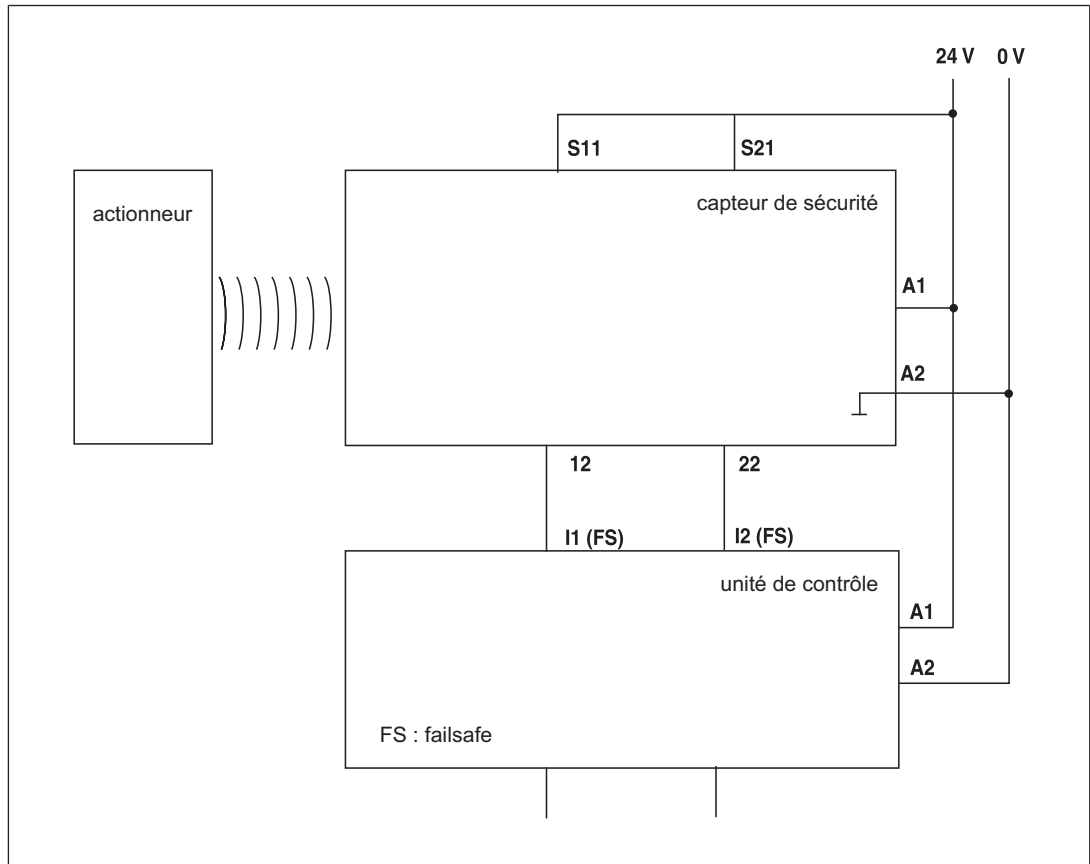 24 V 0 V
S11 S21
actionneur
capteur de sécurité
A1
A2
12 22
I1 (FS) I2 (FS)
unité de contrôle
A1
A2
FS : failsafe